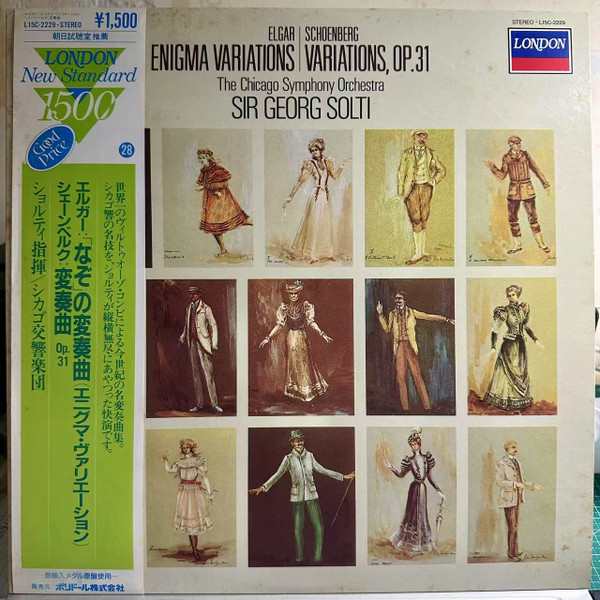 ¥1,500
L15C-2229・STEREO
朝日試聴室推薦
LONDON
New Standard
1500
Good
Price
28
世界一のヴィルトゥオーゾ・コンビによる今世紀の名変奏曲集。
シカゴ響の名技を、ショルティが縦横無尽にあやつった快演です。
エルガー:「なぞ」の変奏曲(エニグマ・ヴァリエーション)
シェーンベルク:変奏曲 Op.31
ショルティ指揮/シカゴ交響楽団
発売元 ポリドール株式会社
STEREO-L15C-2229
LONDON
ELGAR
ENIGMA VARIATIONS
SCHOENBERG
VARIATIONS, OP.31
The Chicago Symphony Orchestra
SIR GEORG SOLTI